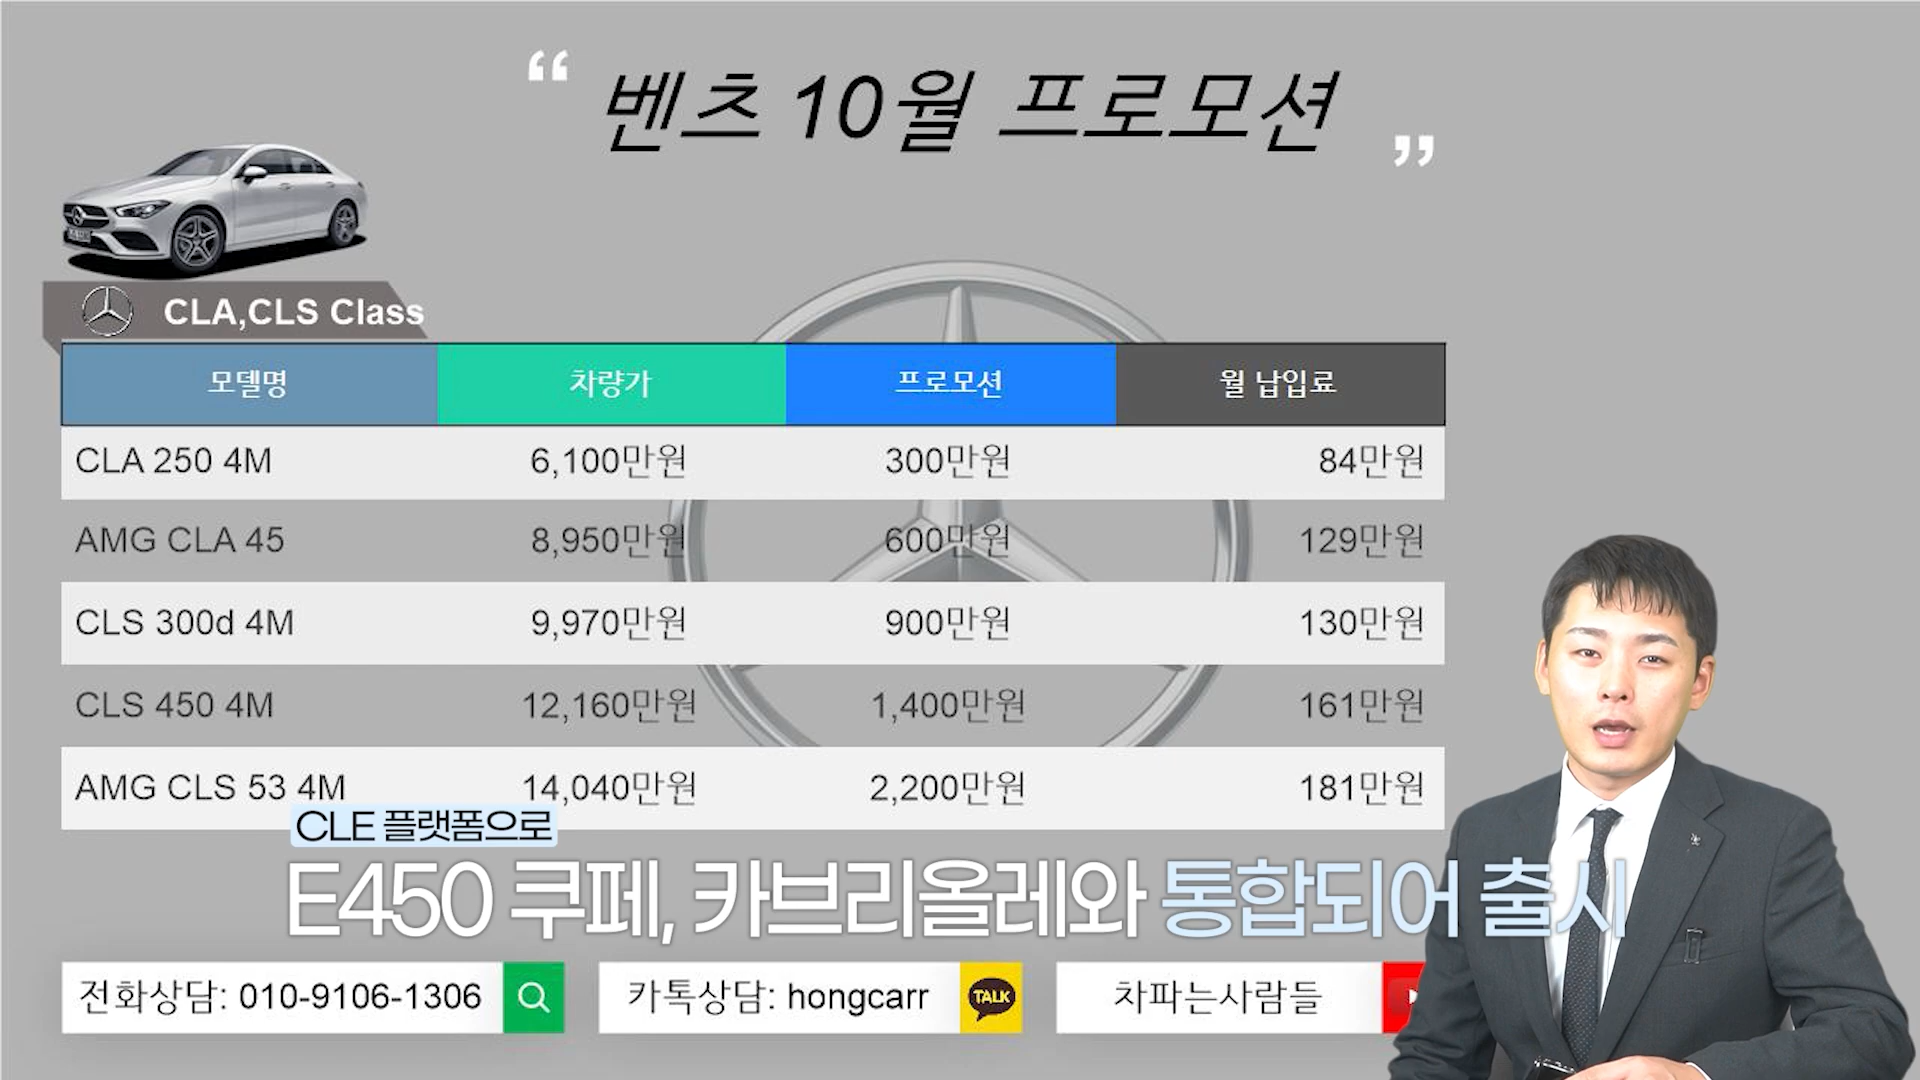 “ 벤츠 10월 프로모션 ”
CLA,CLS Class
모델명 차량가 프로모션 월 납입료
CLA 250 4M 6,100만원 300만원 84만원
AMG CLA 45 8,950만원 600만원 129만원
CLS 300d 4M 9,970만원 900만원 130만원
CLS 450 4M 12,160만원 1,400만원 161만원
AMG CLS 53 4M 14,040만원 2,200만원 181만원
CLE 플랫폼으로
E450 쿠페, 카브리올레와 통합되어 출시
전화상담: 010-9106-1306
카톡상담: hongcarr
TALK
차파는사람들